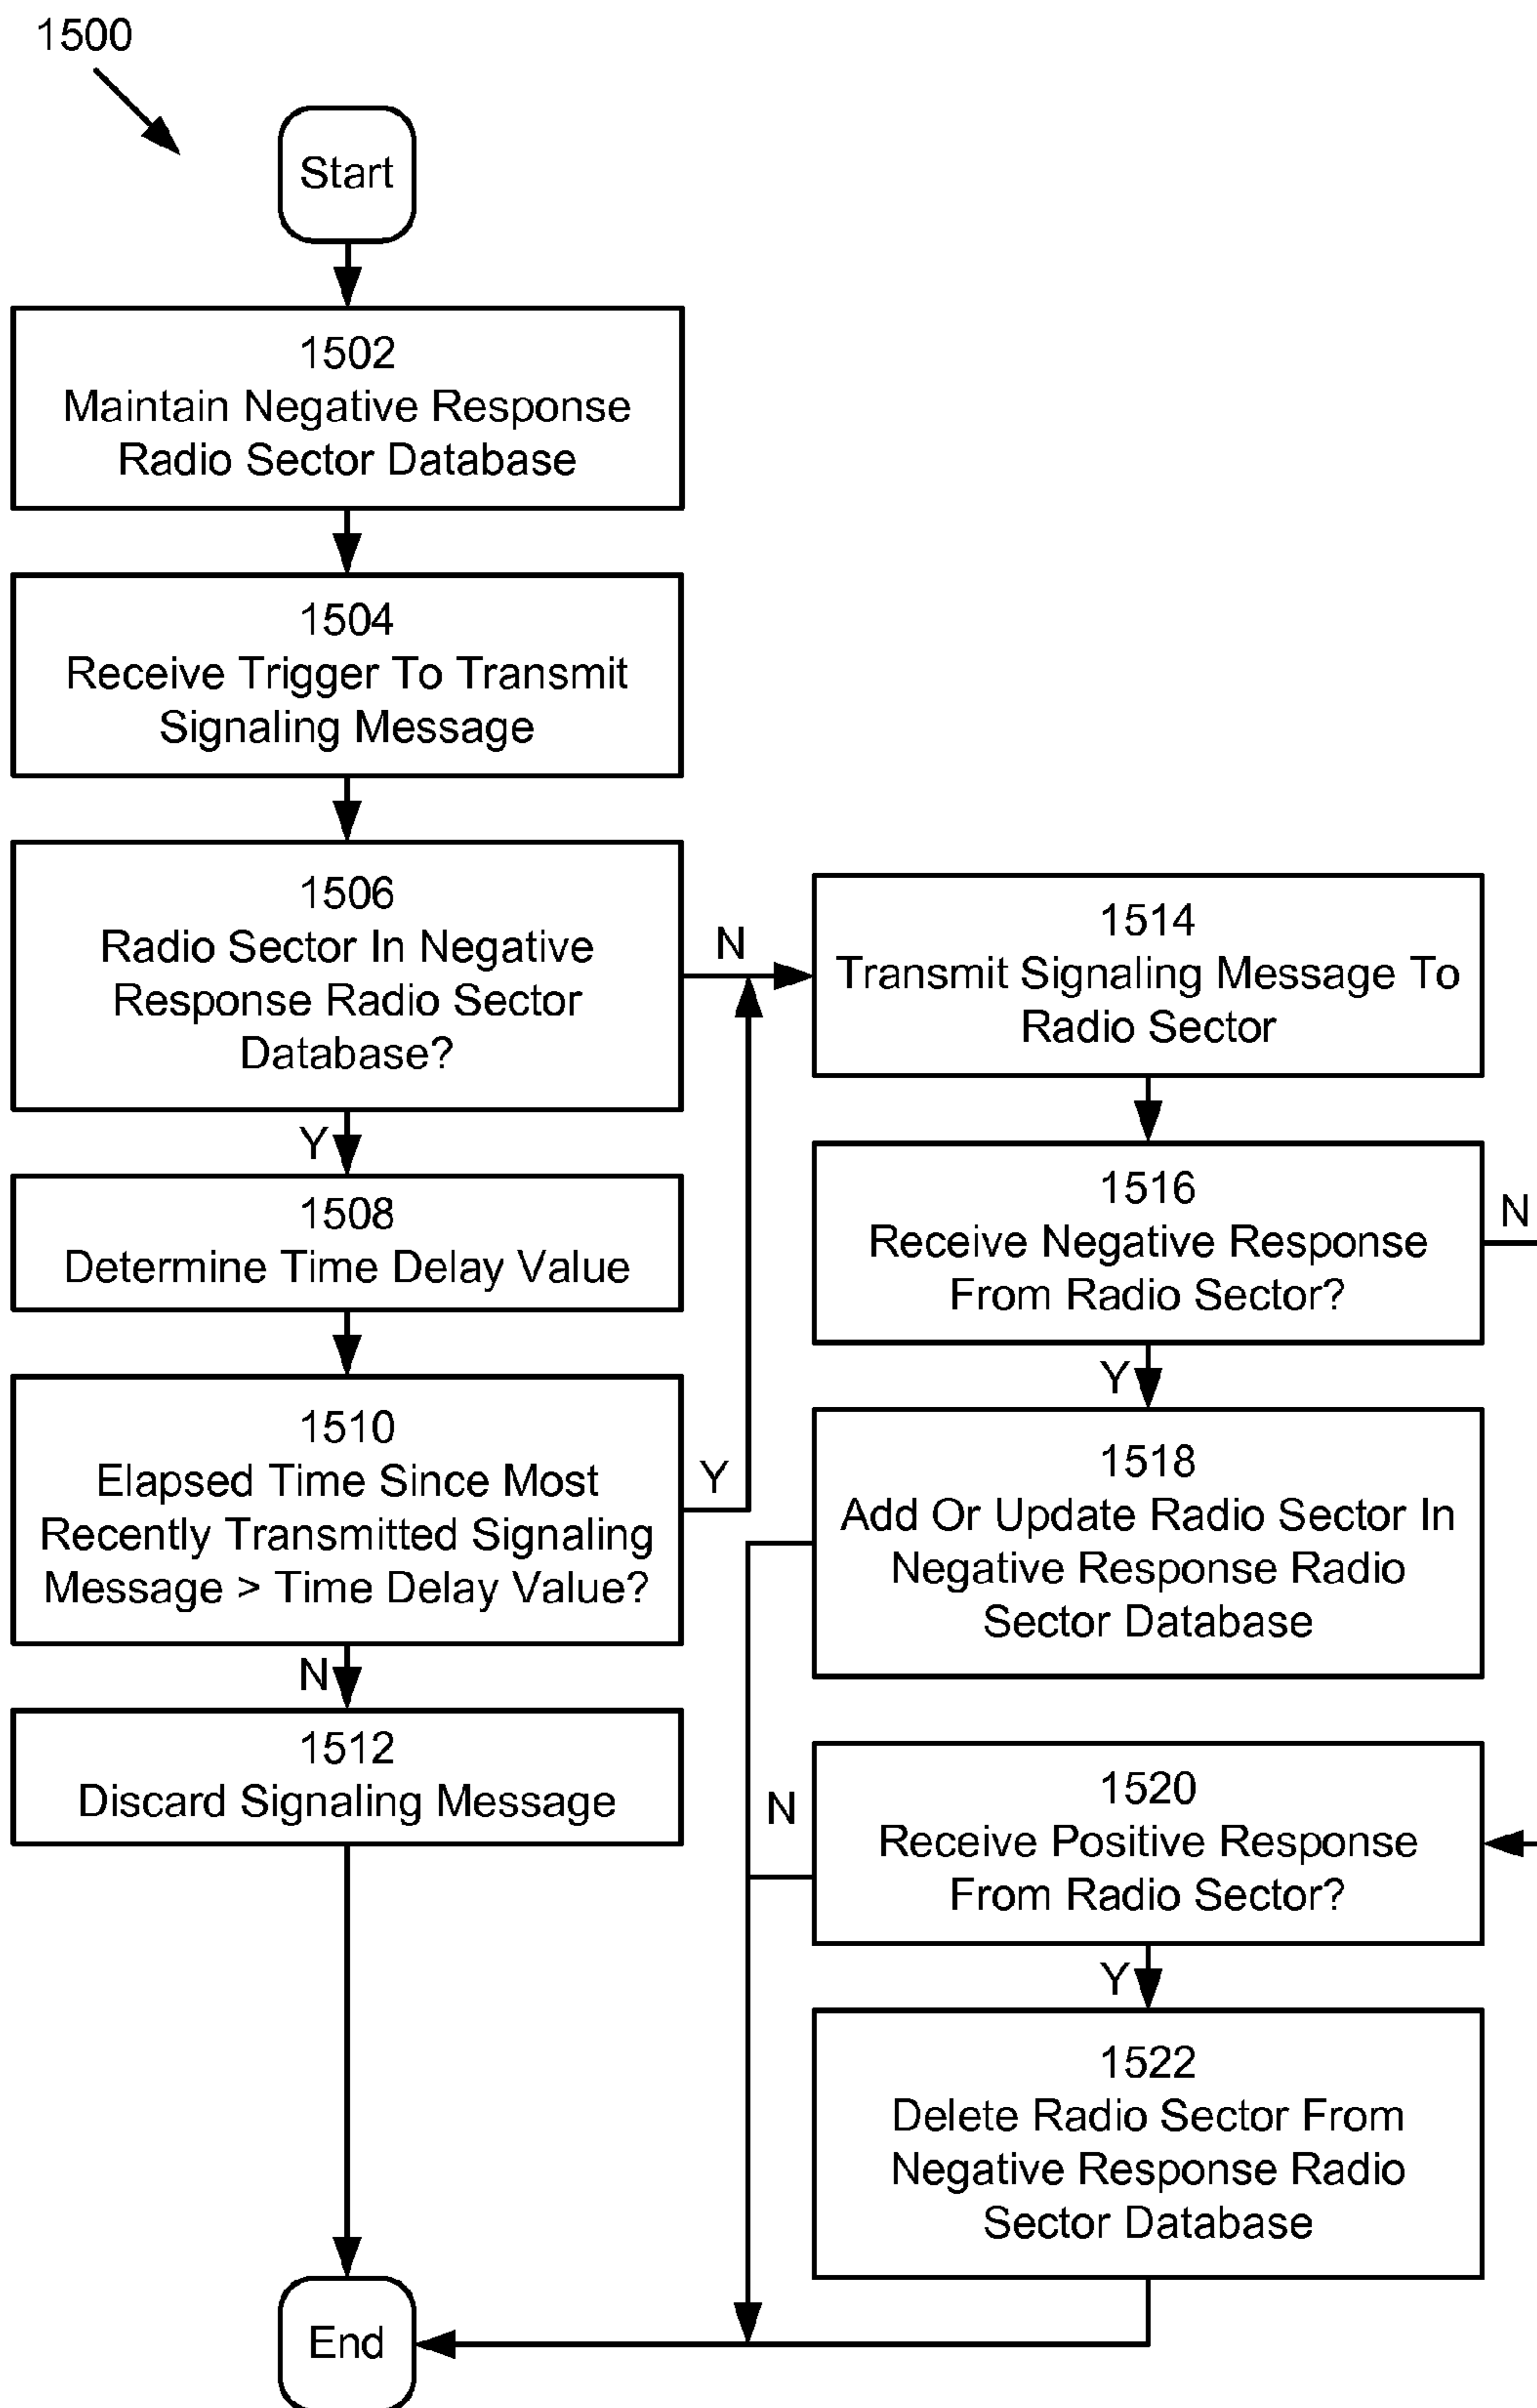 1500
Start
1502
Maintain Negative Response
Radio Sector Database
1504
Receive Trigger To Transmit
Signaling Message
1506
Radio Sector In Negative
Response Radio Sector
Database?
N
Y
1508
Determine Time Delay Value
1510
Elapsed Time Since Most
Recently Transmitted Signaling
Message > Time Delay Value?
Y
N
1512
Discard Signaling Message
1514
Transmit Signaling Message To
Radio Sector
1516
Receive Negative Response
From Radio Sector?
N
Y
1518
Add Or Update Radio Sector In
Negative Response Radio
Sector Database
1520
Receive Positive Response
From Radio Sector?
N
Y
1522
Delete Radio Sector From
Negative Response Radio
Sector Database
End